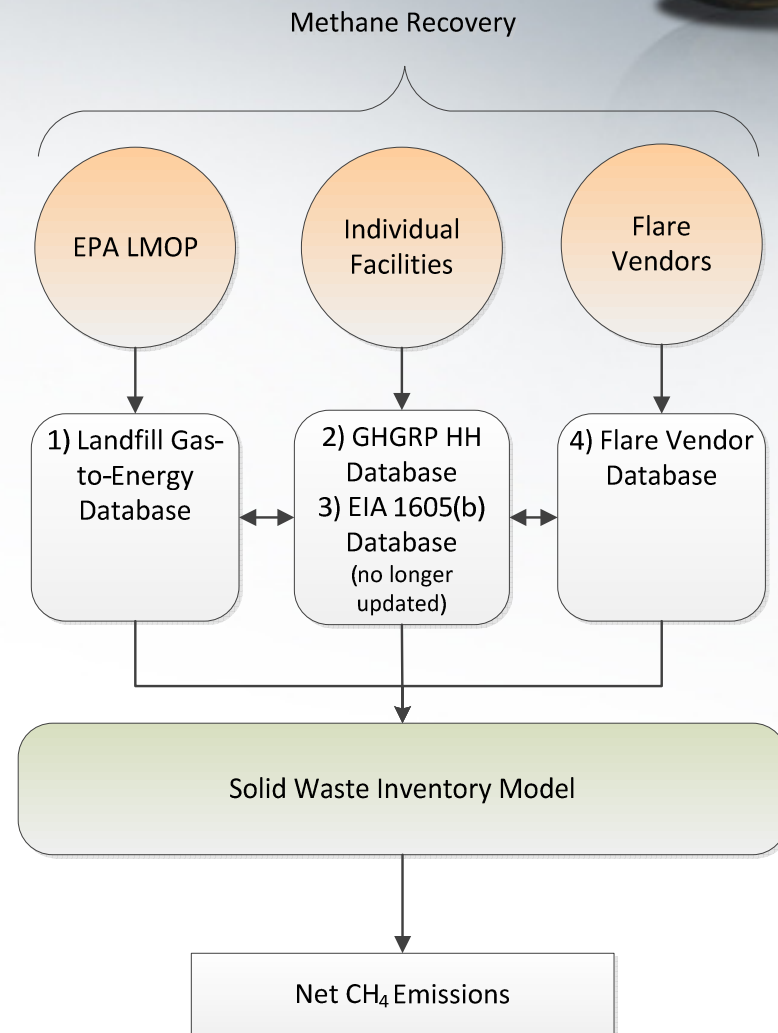 Methane Recovery
EPA LMOP
Individual
Facilities
Flare
Vendors
1) Landfill Gas-
to-Energy
Database
2) GHGRP HH
Database
3) EIA 1605(b)
Database
(no longer
updated)
4) Flare Vendor
Database
Solid Waste Inventory Model
Net CH₄ Emissions